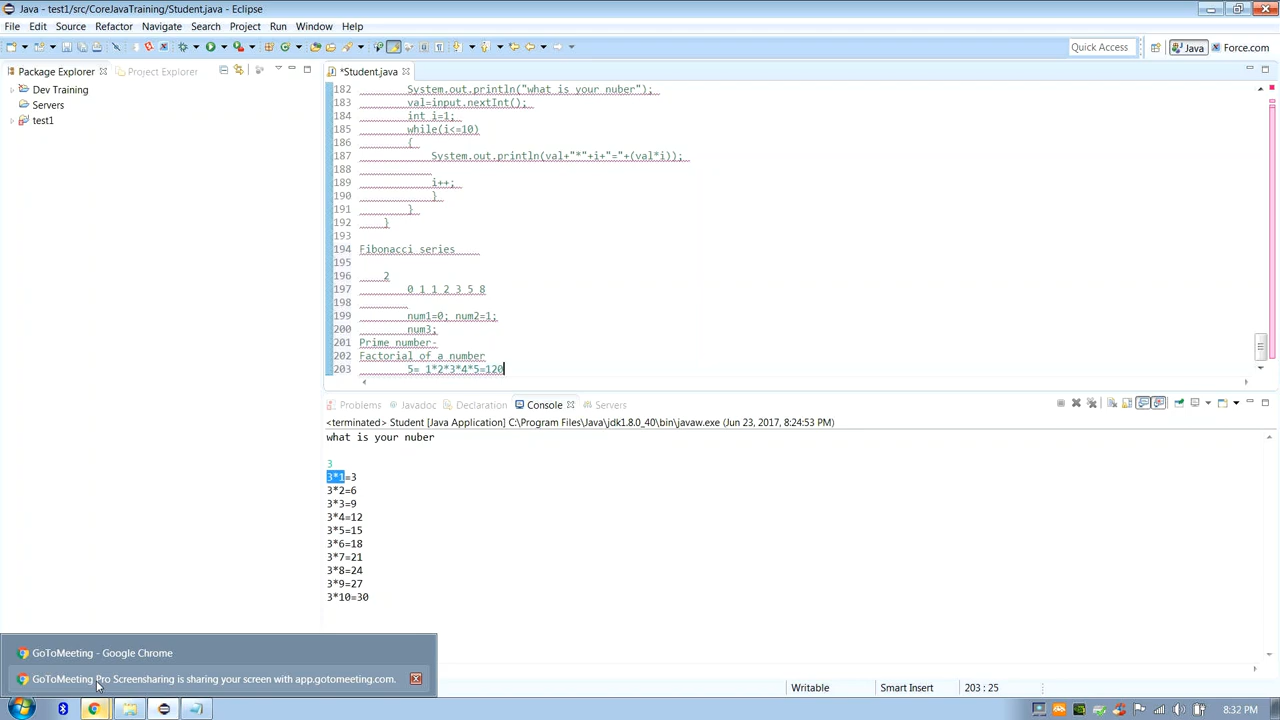 Java - test1/src/CoreJavaTraining/Student.java - Eclipse
File Edit Source Refactor Navigate Search Project Run Window Help
Quick Access Java Force.com
Package Explorer Project Explorer
*Student.java
Dev Training
Servers
test1
182 System.out.println("what is your nuber");
183 val=input.nextInt();
184 int i=1;
185 while(i<=10)
186 {
187 System.out.println(val+"*"+i+"="+(val*i));
188
189 i++;
190 }
191 }
192 }
193
194 Fibonacci series
195
196 2
197 0 1 1 2 3 5 8
198
199 num1=0; num2=1;
200 num3;
201 Prime number-
202 Factorial of a number
203 5= 1*2*3*4*5=120
Problems Javadoc Declaration Console Servers
<terminated> Student [Java Application] C:\Program Files\Java\jdk1.8.0_40\bin\javaw.exe (Jun 23, 2017, 8:24:53 PM)
what is your nuber
3
3*1=3
3*2=6
3*3=9
3*4=12
3*5=15
3*6=18
3*7=21
3*8=24
3*9=27
3*10=30
GoToMeeting - Google Chrome
GoToMeeting Pro Screensharing is sharing your screen with app.gotomeeting.com.
Writable Smart Insert 203 : 25
8:32 PM